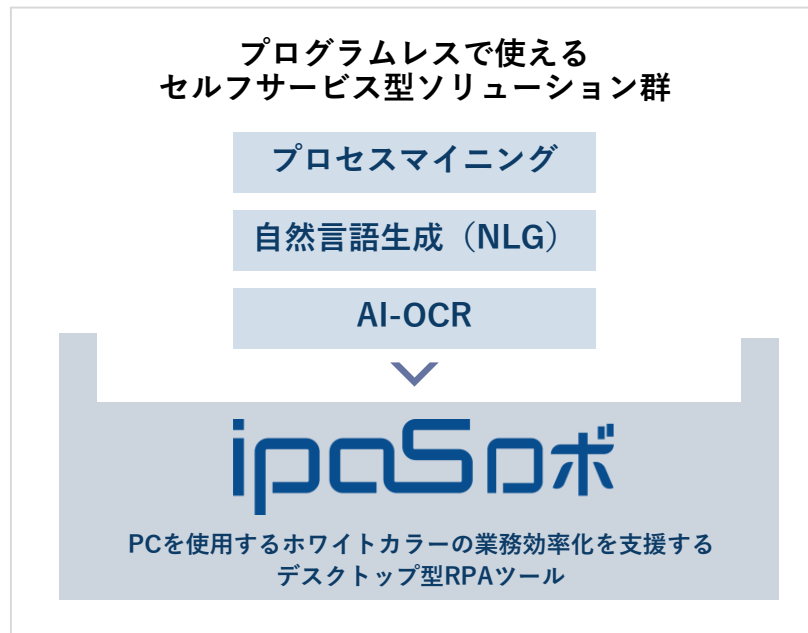 プログラムレスで使える
セルフサービス型ソリューション群
プロセスマイニング
自然言語生成（NLG）
AI-OCR
ipaSロボ
PCを使用するホワイトカラーの業務効率化を支援する
デスクトップ型RPAツール